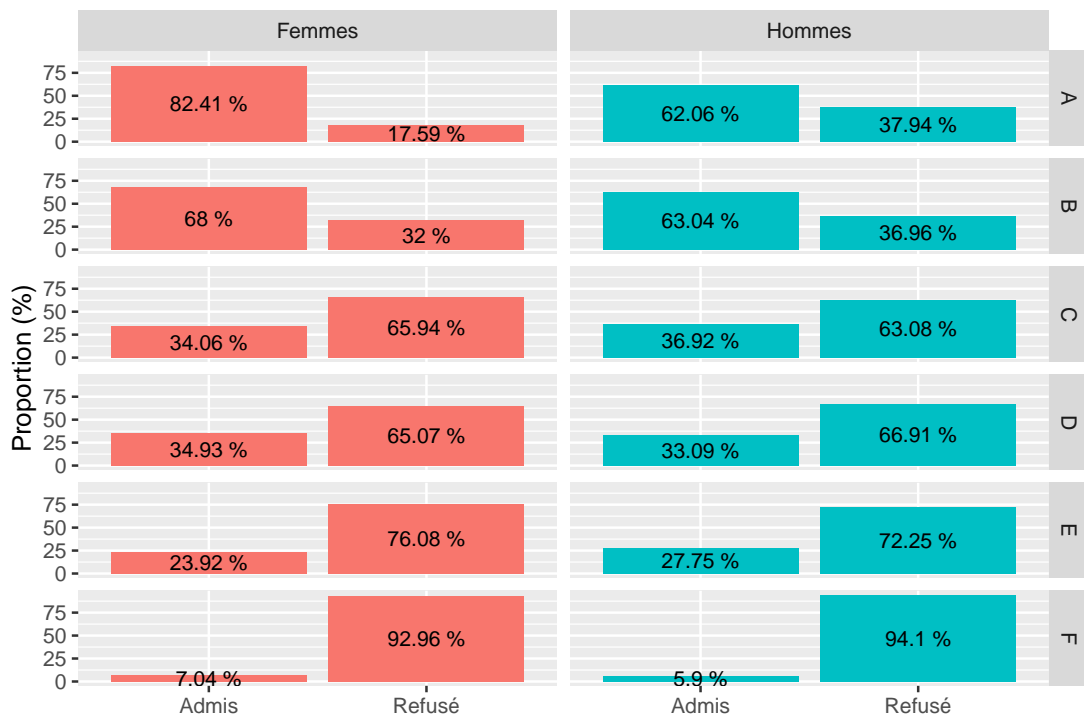 Femmes Hommes
75
50
25
0
82.41 % 17.59 % 62.06 % 37.94 % A
75
50
25
0
68 % 32 % 63.04 % 36.96 % B
75
50
25
0
34.06 % 65.94 % 36.92 % 63.08 % C
75
50
25
0
34.93 % 65.07 % 33.09 % 66.91 % D
75
50
25
0
23.92 % 76.08 % 27.75 % 72.25 % E
75
50
25
0
7.04 % 92.96 % 5.9 % 94.1 % F
Proportion (%)
Admis Refusé Admis Refusé